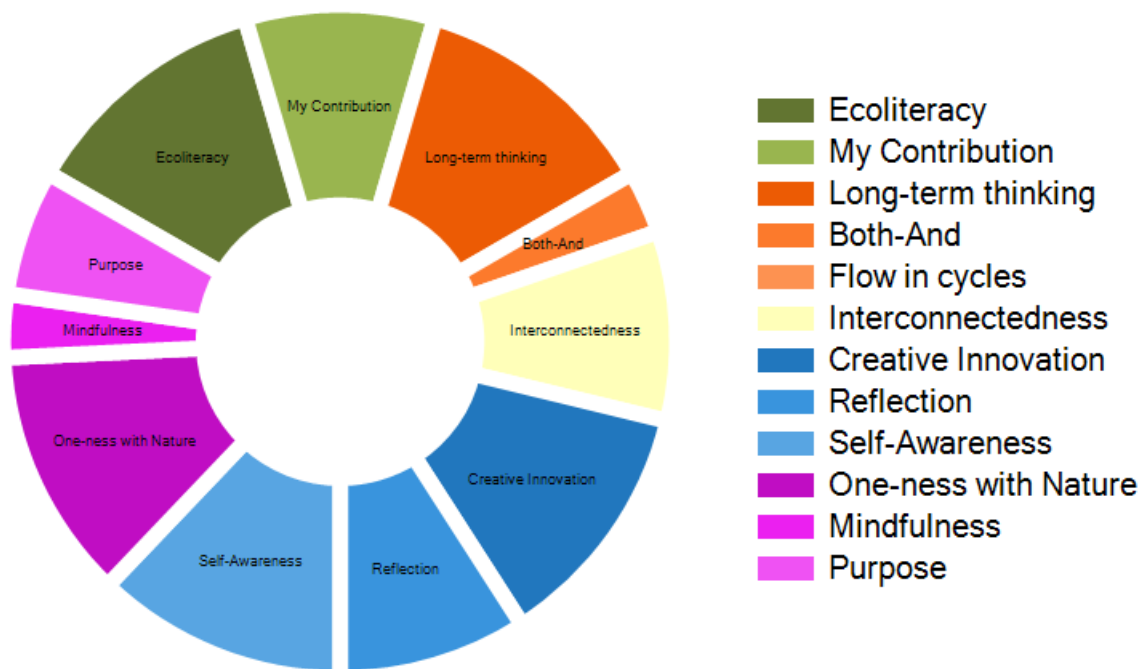 My Contribution
Ecoliteracy
Long-term thinking
Both-And
Purpose
Mindfulness
Interconnectedness
One-ness with Nature
Creative Innovation
Self-Awareness
Reflection
Ecoliteracy
My Contribution
Long-term thinking
Both-And
Flow in cycles
Interconnectedness
Creative Innovation
Reflection
Self-Awareness
One-ness with Nature
Mindfulness
Purpose